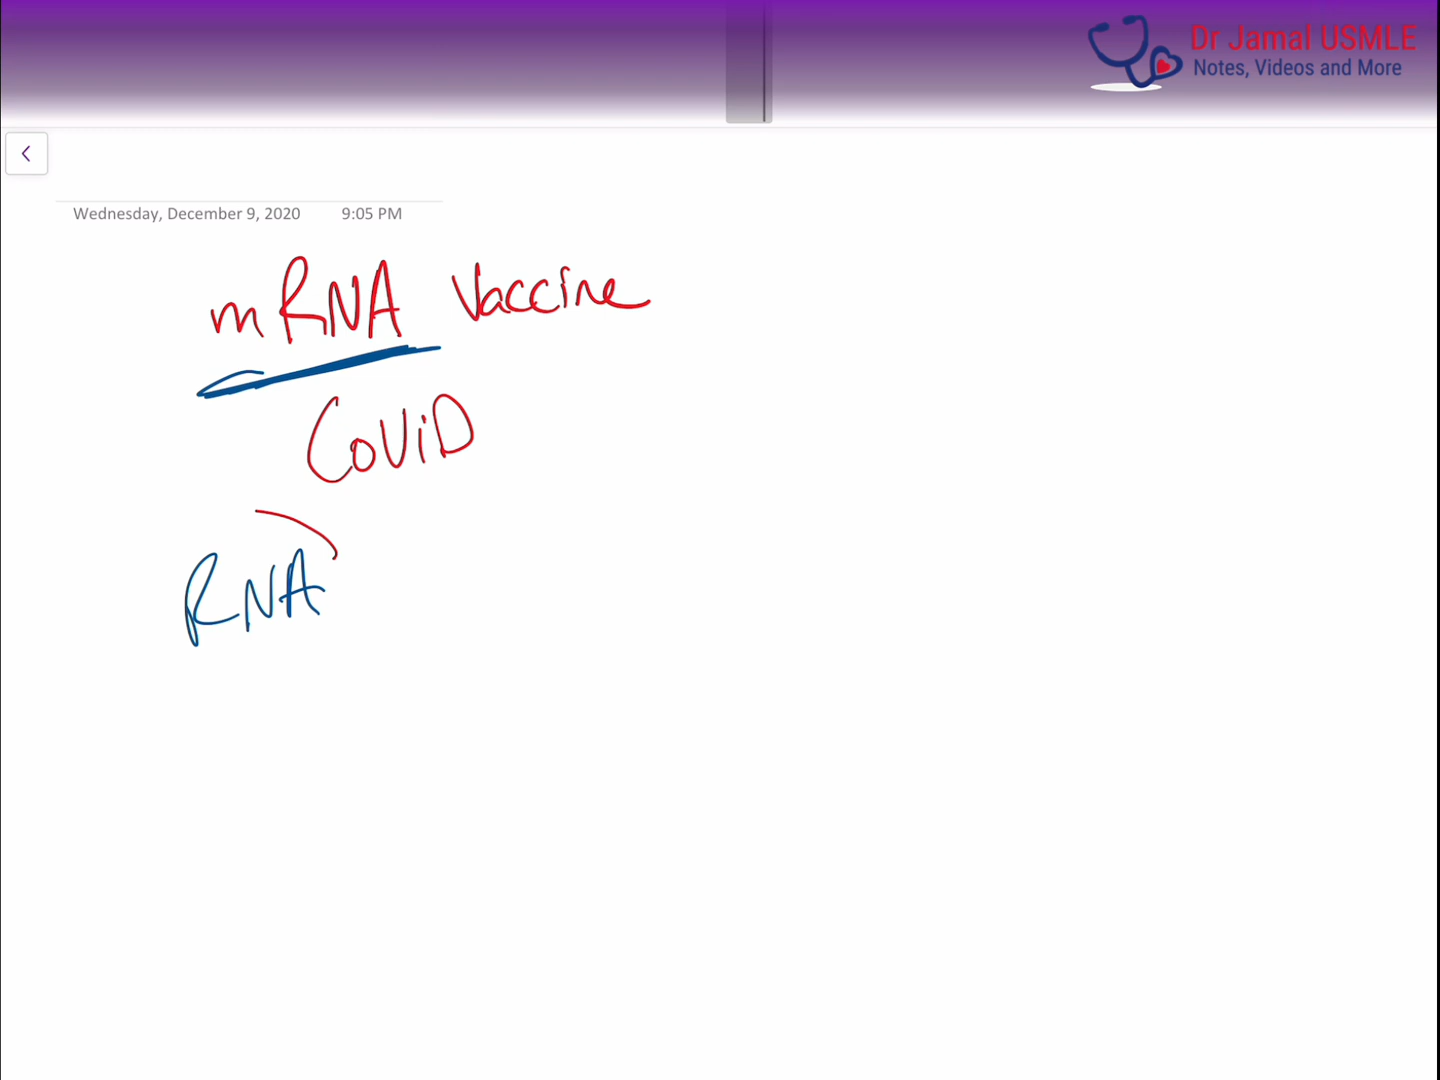 Dr Jamal USMLE
Notes, Videos and More
Wednesday, December 9, 2020 9:05 PM
mRNA Vaccine
CoViD
RNA